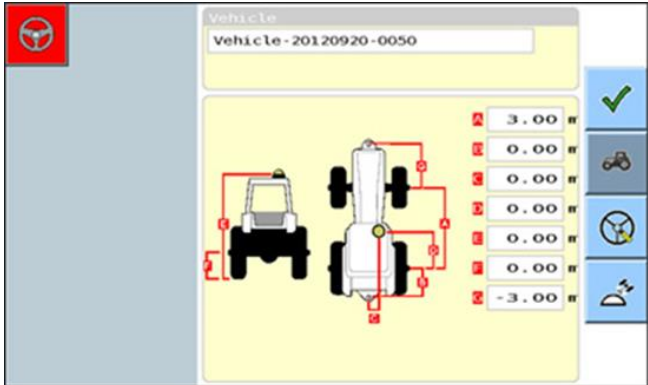 Vehicle
Vehicle-20120920-0050
A 3.00 m
B 0.00 m
C 0.00 m
D 0.00 m
E 0.00 m
F 0.00 m
G -3.00 m
G
E
A
D
F
B
C